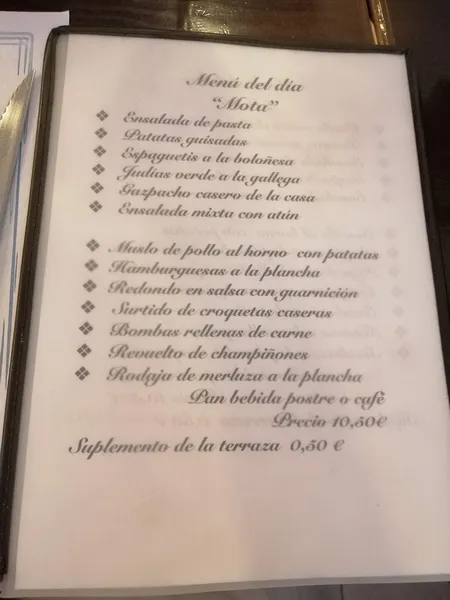 Menú del día
"Mota"
❖ Ensalada de pasta
❖ Patatas guisadas
❖ Espaguetis a la boloñesa
❖ Judías verde a la gallega
❖ Gazpacho casero de la casa
❖ Ensalada mixta con atún
❖ Muslo de pollo al horno con patatas
❖ Hamburguesas a la plancha
❖ Redondo en salsa con guarnición
❖ Surtido de croquetas caseras
❖ Bombas rellenas de carne
❖ Revuelto de champiñones
❖ Rodaja de merluza a la plancha
Pan bebida postre o café
Precio 10,50€
Suplemento de la terraza 0,50 €